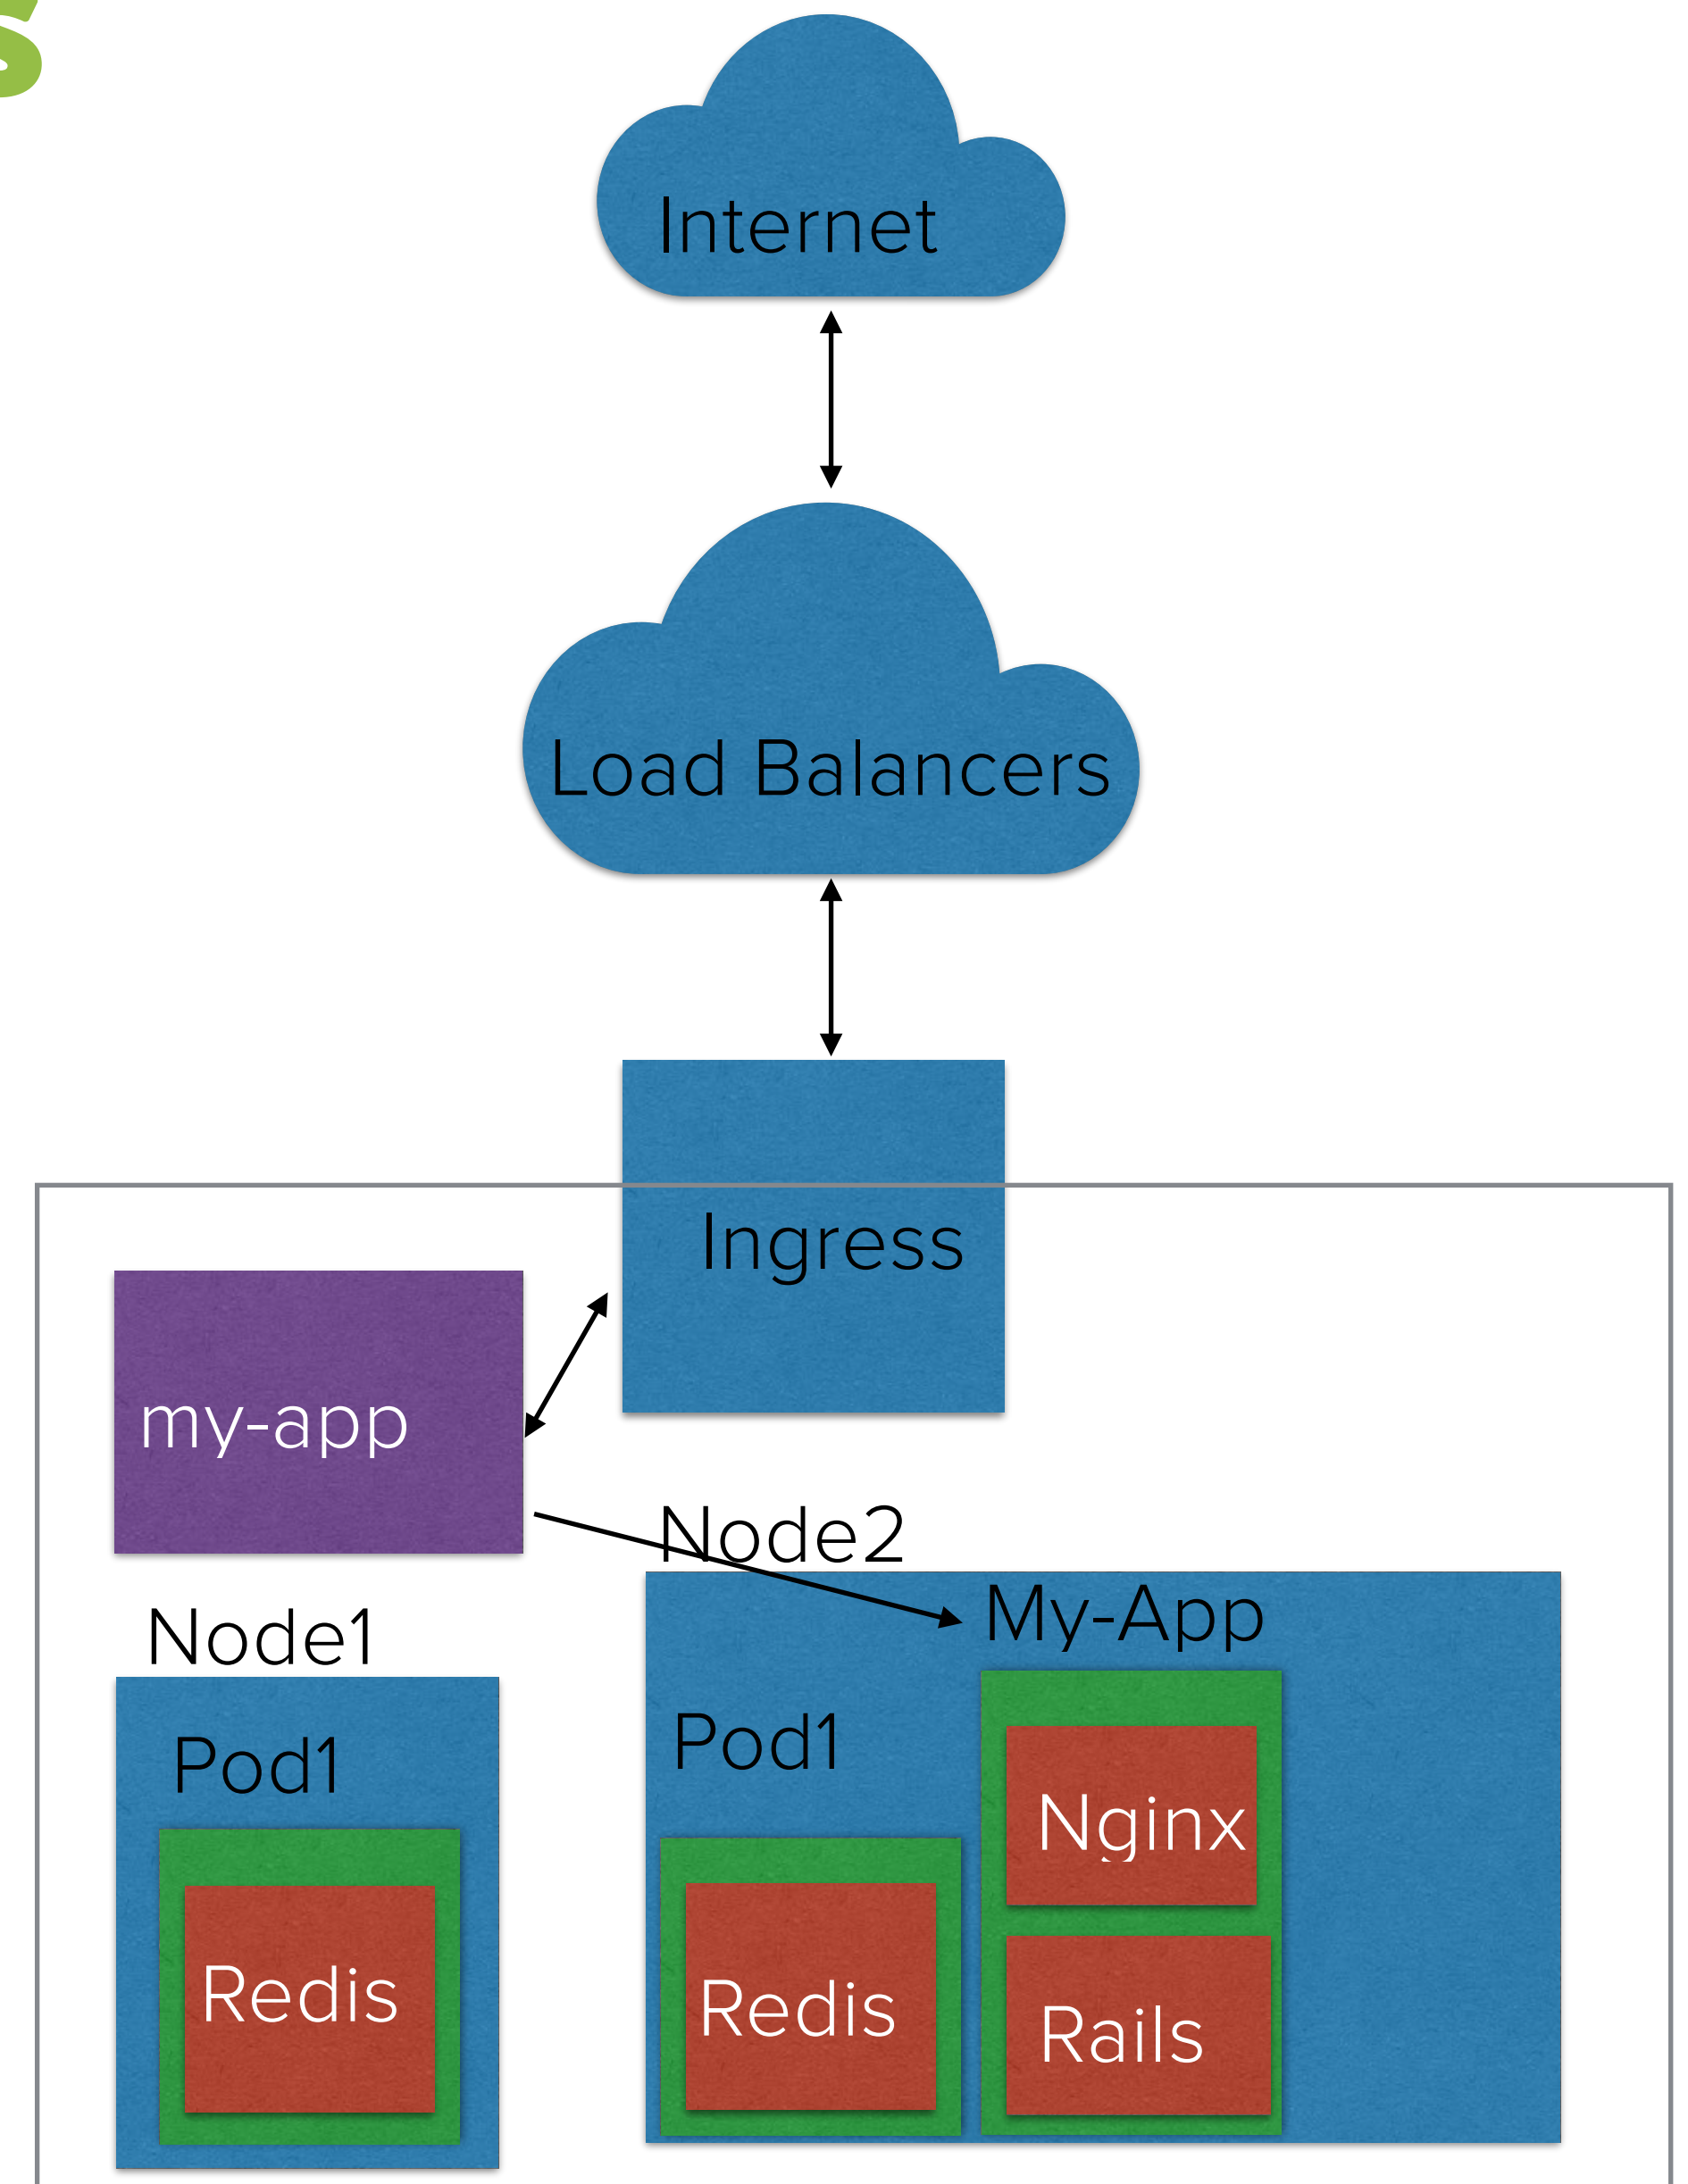 s
Internet
Load Balancers
Ingress
my-app
Node2
My-App
Node1
Pod1
Pod1
Nginx
Redis
Redis
Rails